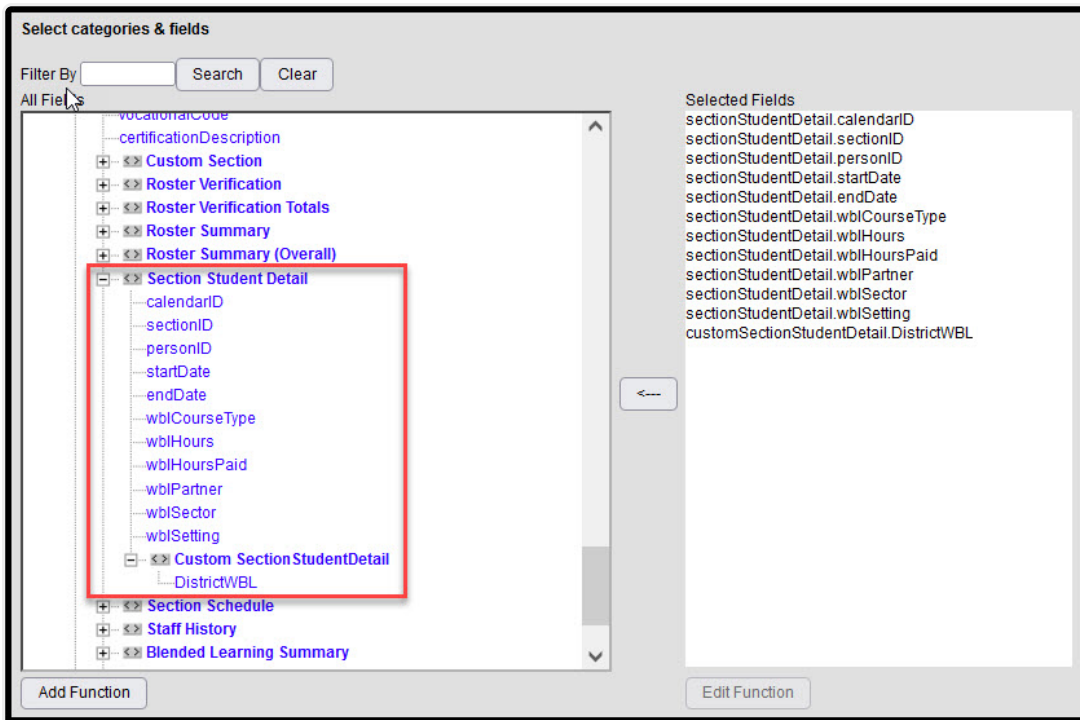 Select categories & fields
Filter By
Search
Clear
All Fields
vocationalCode
certificationDescription
Custom Section
Roster Verification
Roster Verification Totals
Roster Summary
Roster Summary (Overall)
Section Student Detail
calendarID
sectionID
personID
startDate
endDate
wblCourseType
wblHours
wblHoursPaid
wblPartner
wblSector
wblSetting
Custom SectionStudentDetail
DistrictWBL
Section Schedule
Staff History
Blended Learning Summary
Add Function
<---
Selected Fields
sectionStudentDetail.calendarID
sectionStudentDetail.sectionID
sectionStudentDetail.personID
sectionStudentDetail.startDate
sectionStudentDetail.endDate
sectionStudentDetail.wblCourseType
sectionStudentDetail.wblHours
sectionStudentDetail.wblHoursPaid
sectionStudentDetail.wblPartner
sectionStudentDetail.wblSector
sectionStudentDetail.wblSetting
customSectionStudentDetail.DistrictWBL
Edit Function